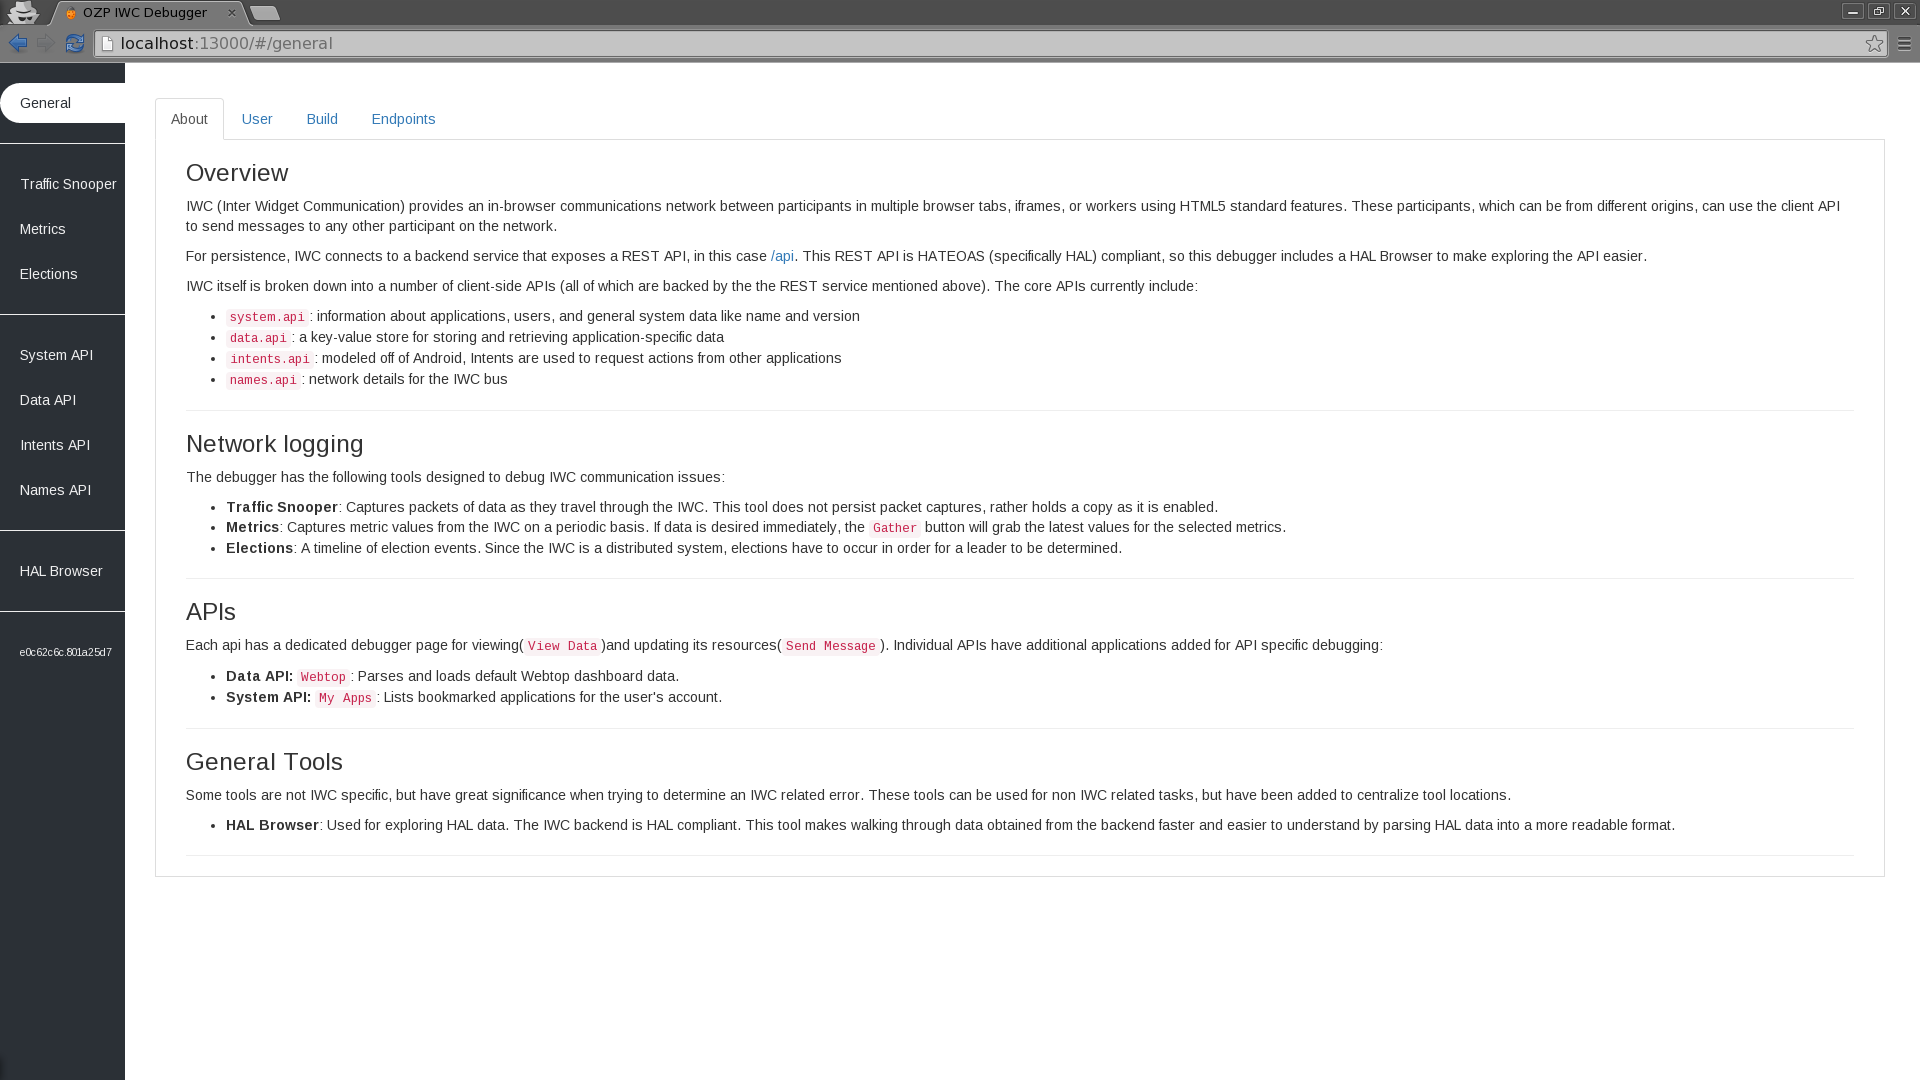 OZP IWC Debugger
localhost:13000/#/general
General
Traffic Snooper
Metrics
Elections
System API
Data API
Intents API
Names API
HAL Browser
e0c62c6c.801a25d7
About User Build Endpoints
Overview
IWC (Inter Widget Communication) provides an in-browser communications network between participants in multiple browser tabs, iframes, or workers using HTML5 standard features. These participants, which can be from different origins, can use the client API
to send messages to any other participant on the network.
For persistence, IWC connects to a backend service that exposes a REST API, in this case /api. This REST API is HATEOAS (specifically HAL) compliant, so this debugger includes a HAL Browser to make exploring the API easier.
IWC itself is broken down into a number of client-side APIs (all of which are backed by the the REST service mentioned above). The core APIs currently include:
• system.api : information about applications, users, and general system data like name and version
• data.api : a key-value store for storing and retrieving application-specific data
• intents.api : modeled off of Android, Intents are used to request actions from other applications
• names.api : network details for the IWC bus
Network logging
The debugger has the following tools designed to debug IWC communication issues:
• Traffic Snooper: Captures packets of data as they travel through the IWC. This tool does not persist packet captures, rather holds a copy as it is enabled.
• Metrics: Captures metric values from the IWC on a periodic basis. If data is desired immediately, the Gather button will grab the latest values for the selected metrics.
• Elections: A timeline of election events. Since the IWC is a distributed system, elections have to occur in order for a leader to be determined.
APIs
Each api has a dedicated debugger page for viewing( View Data )and updating its resources( Send Message ). Individual APIs have additional applications added for API specific debugging:
• Data API: Webtop : Parses and loads default Webtop dashboard data.
• System API: My Apps : Lists bookmarked applications for the user's account.
General Tools
Some tools are not IWC specific, but have great significance when trying to determine an IWC related error. These tools can be used for non IWC related tasks, but have been added to centralize tool locations.
• HAL Browser: Used for exploring HAL data. The IWC backend is HAL compliant. This tool makes walking through data obtained from the backend faster and easier to understand by parsing HAL data into a more readable format.